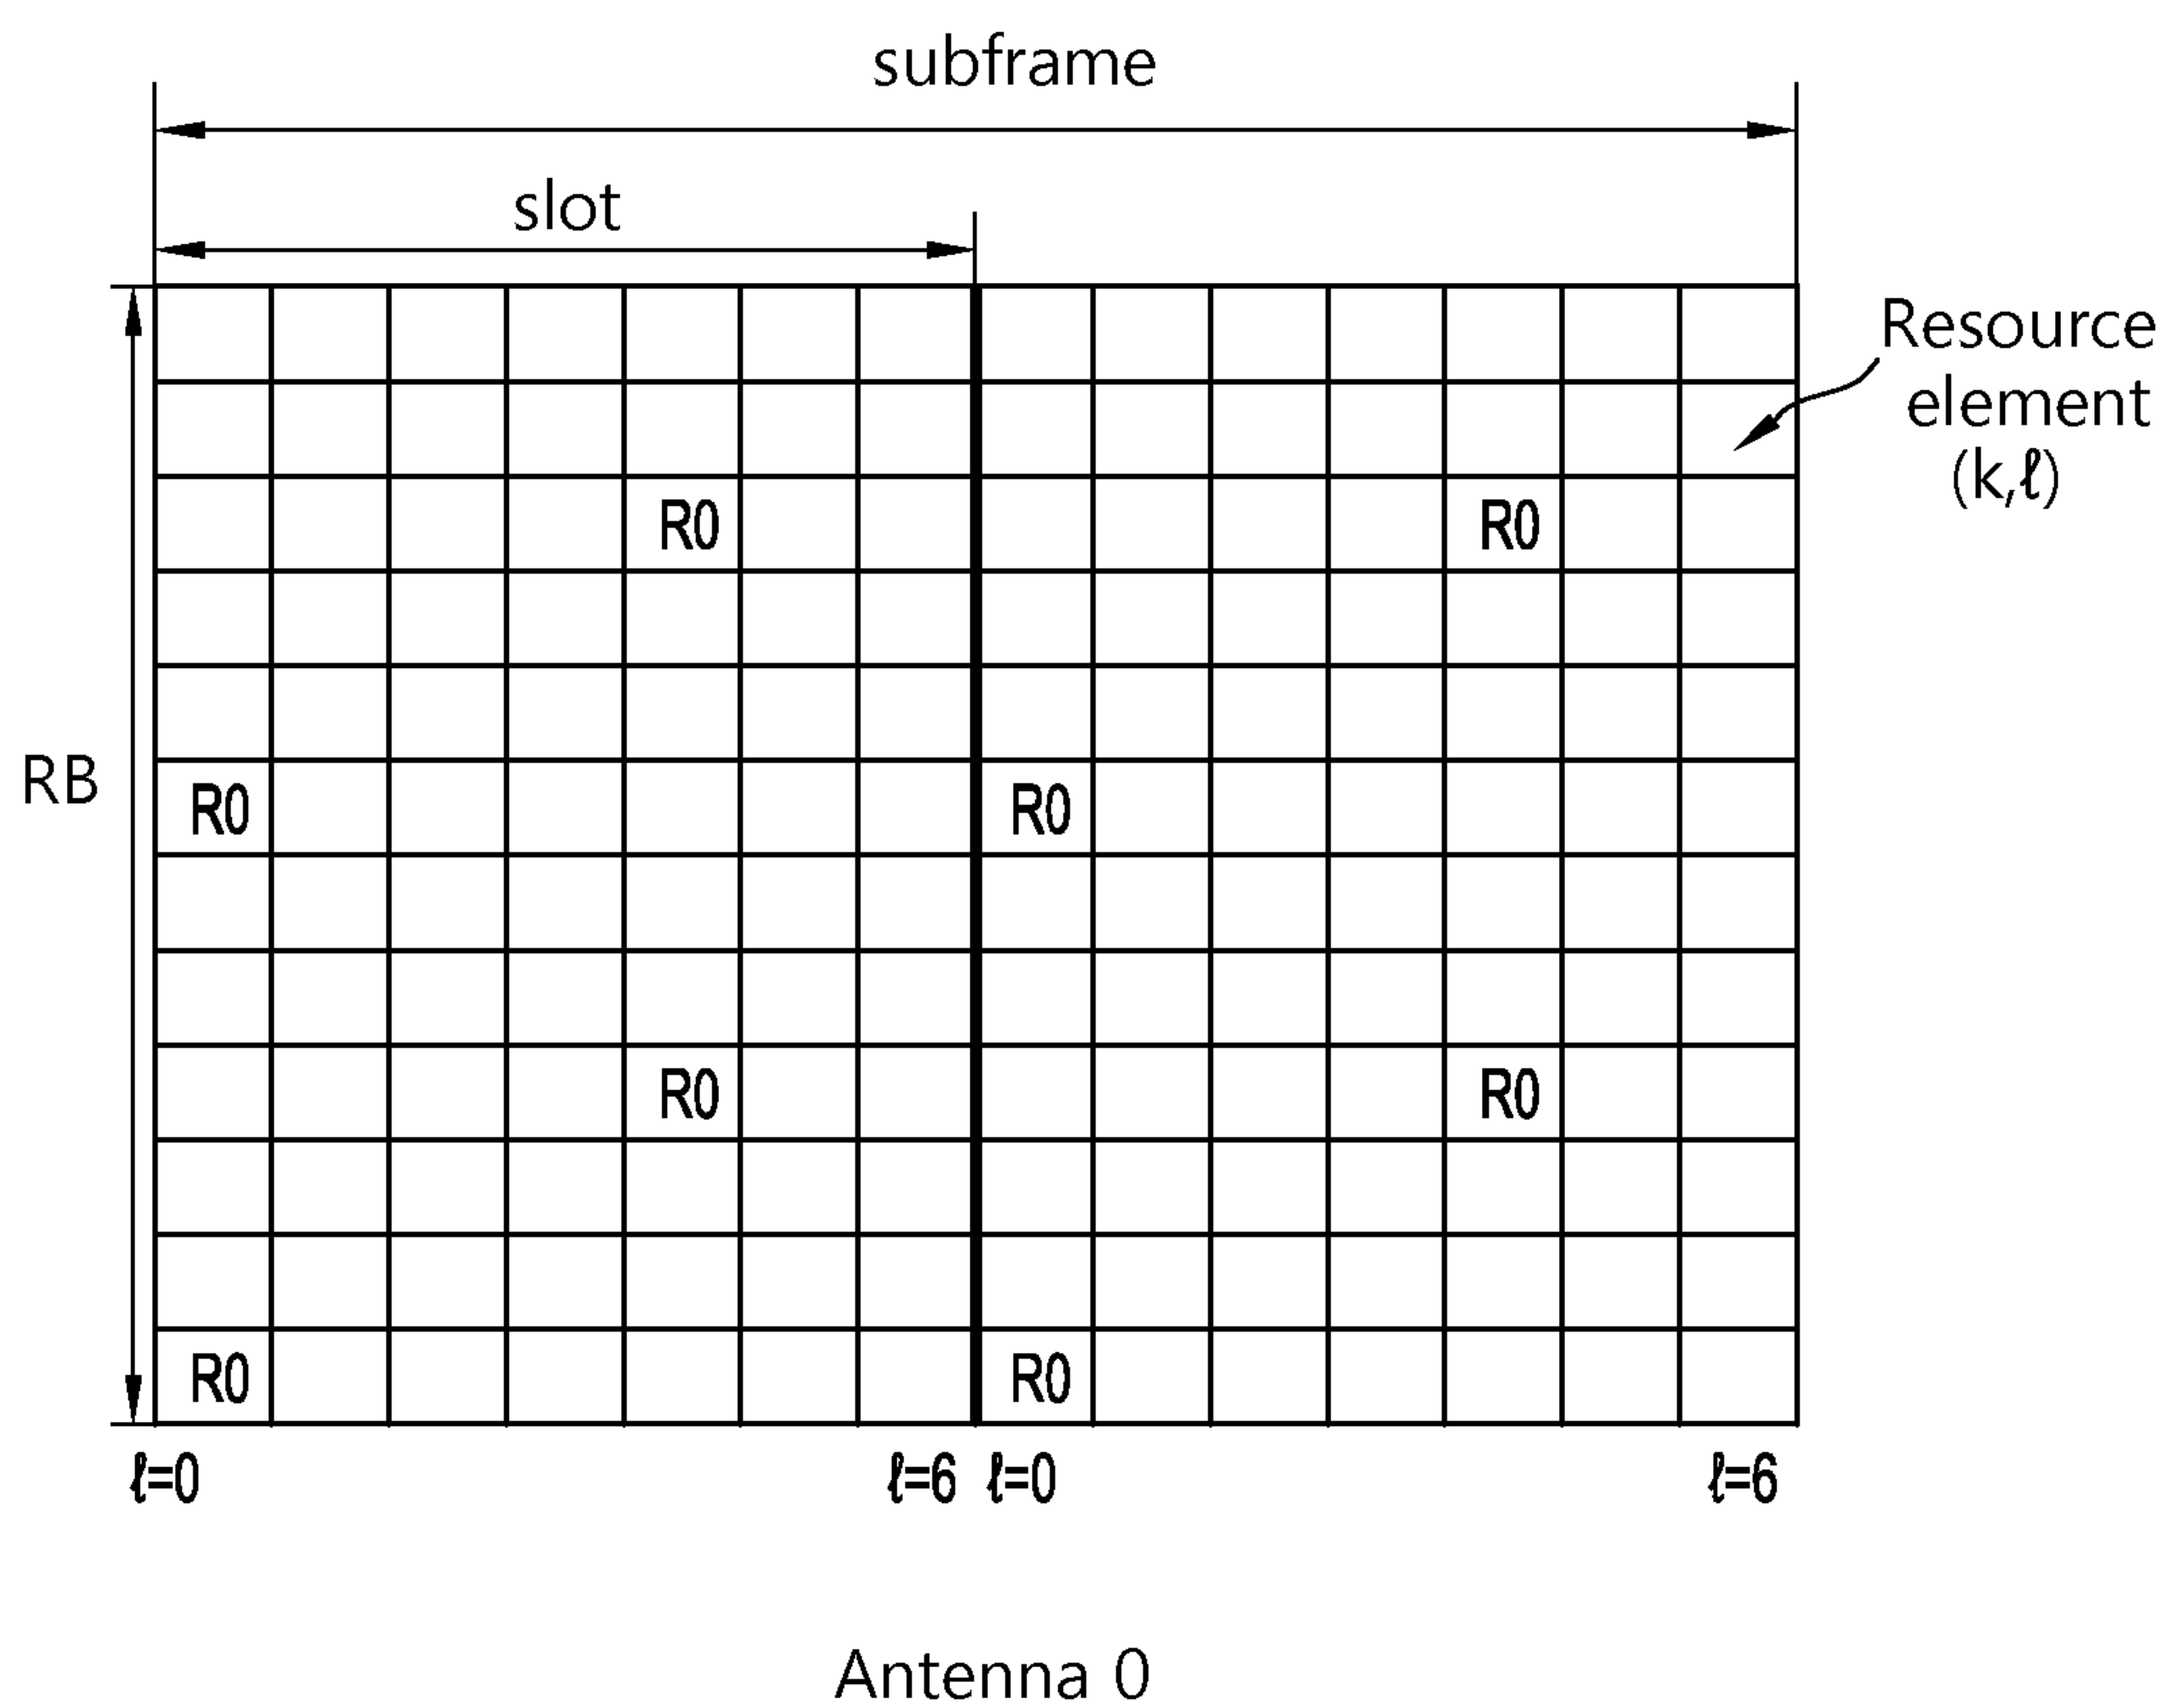 subframe
slot
Resource
element
(k,ℓ)
R0 R0
RB
R0 R0
R0 R0
R0 R0
ℓ=0 ℓ=6 ℓ=0 ℓ=6
Antenna 0